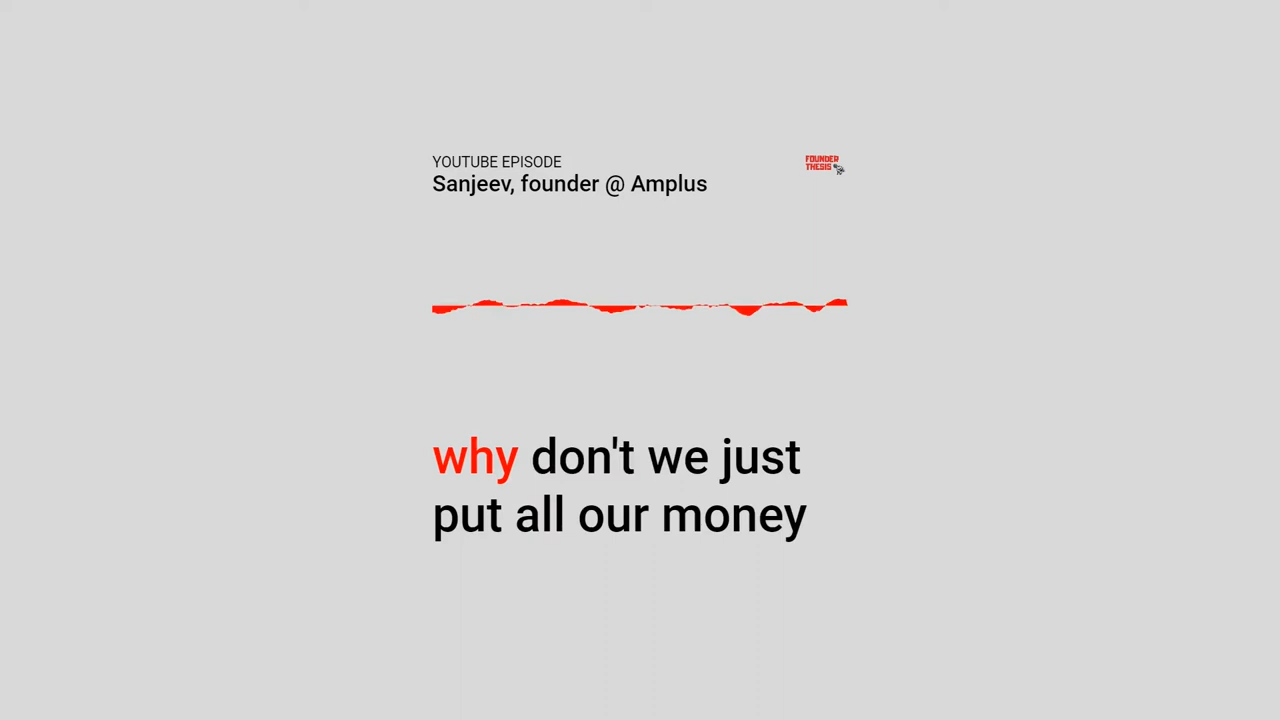 YOUTUBE EPISODE
Sanjeev, founder @ Amplus
FOUNDER
THESIS
why don't we just
put all our money